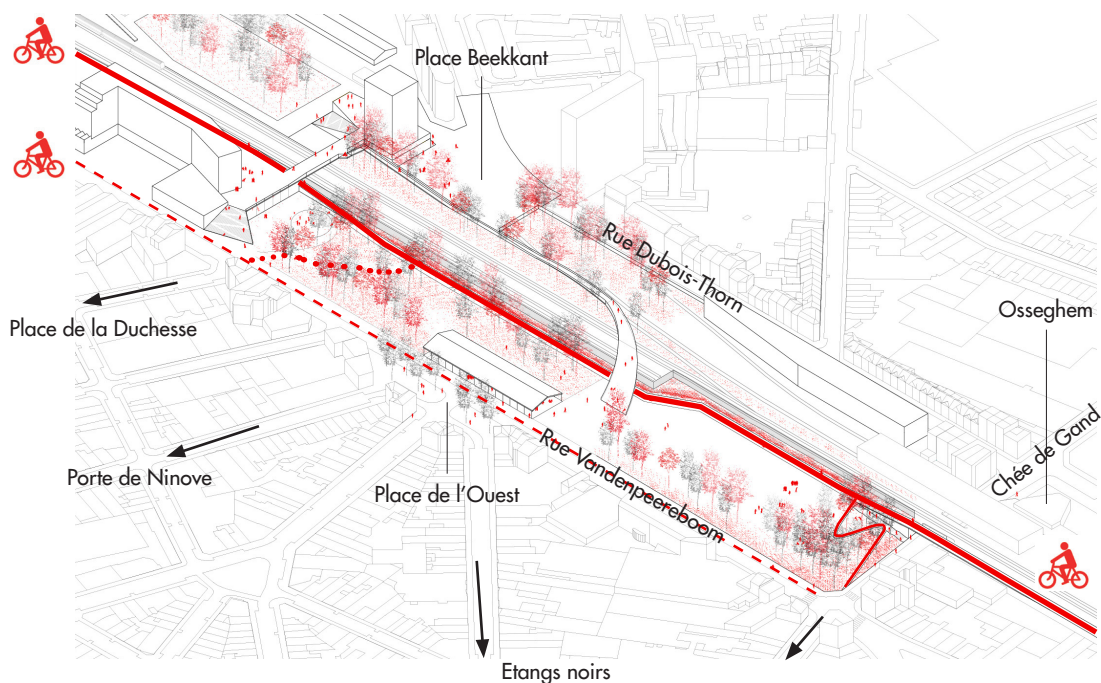 Place Beekkant
Rue Dubois-Thorn
Osseghem
Place de la Duchesse
Chée de Gand
Porte de Ninove
Place de l'Ouest
Rue Vandenpeereboom
Etangs noirs